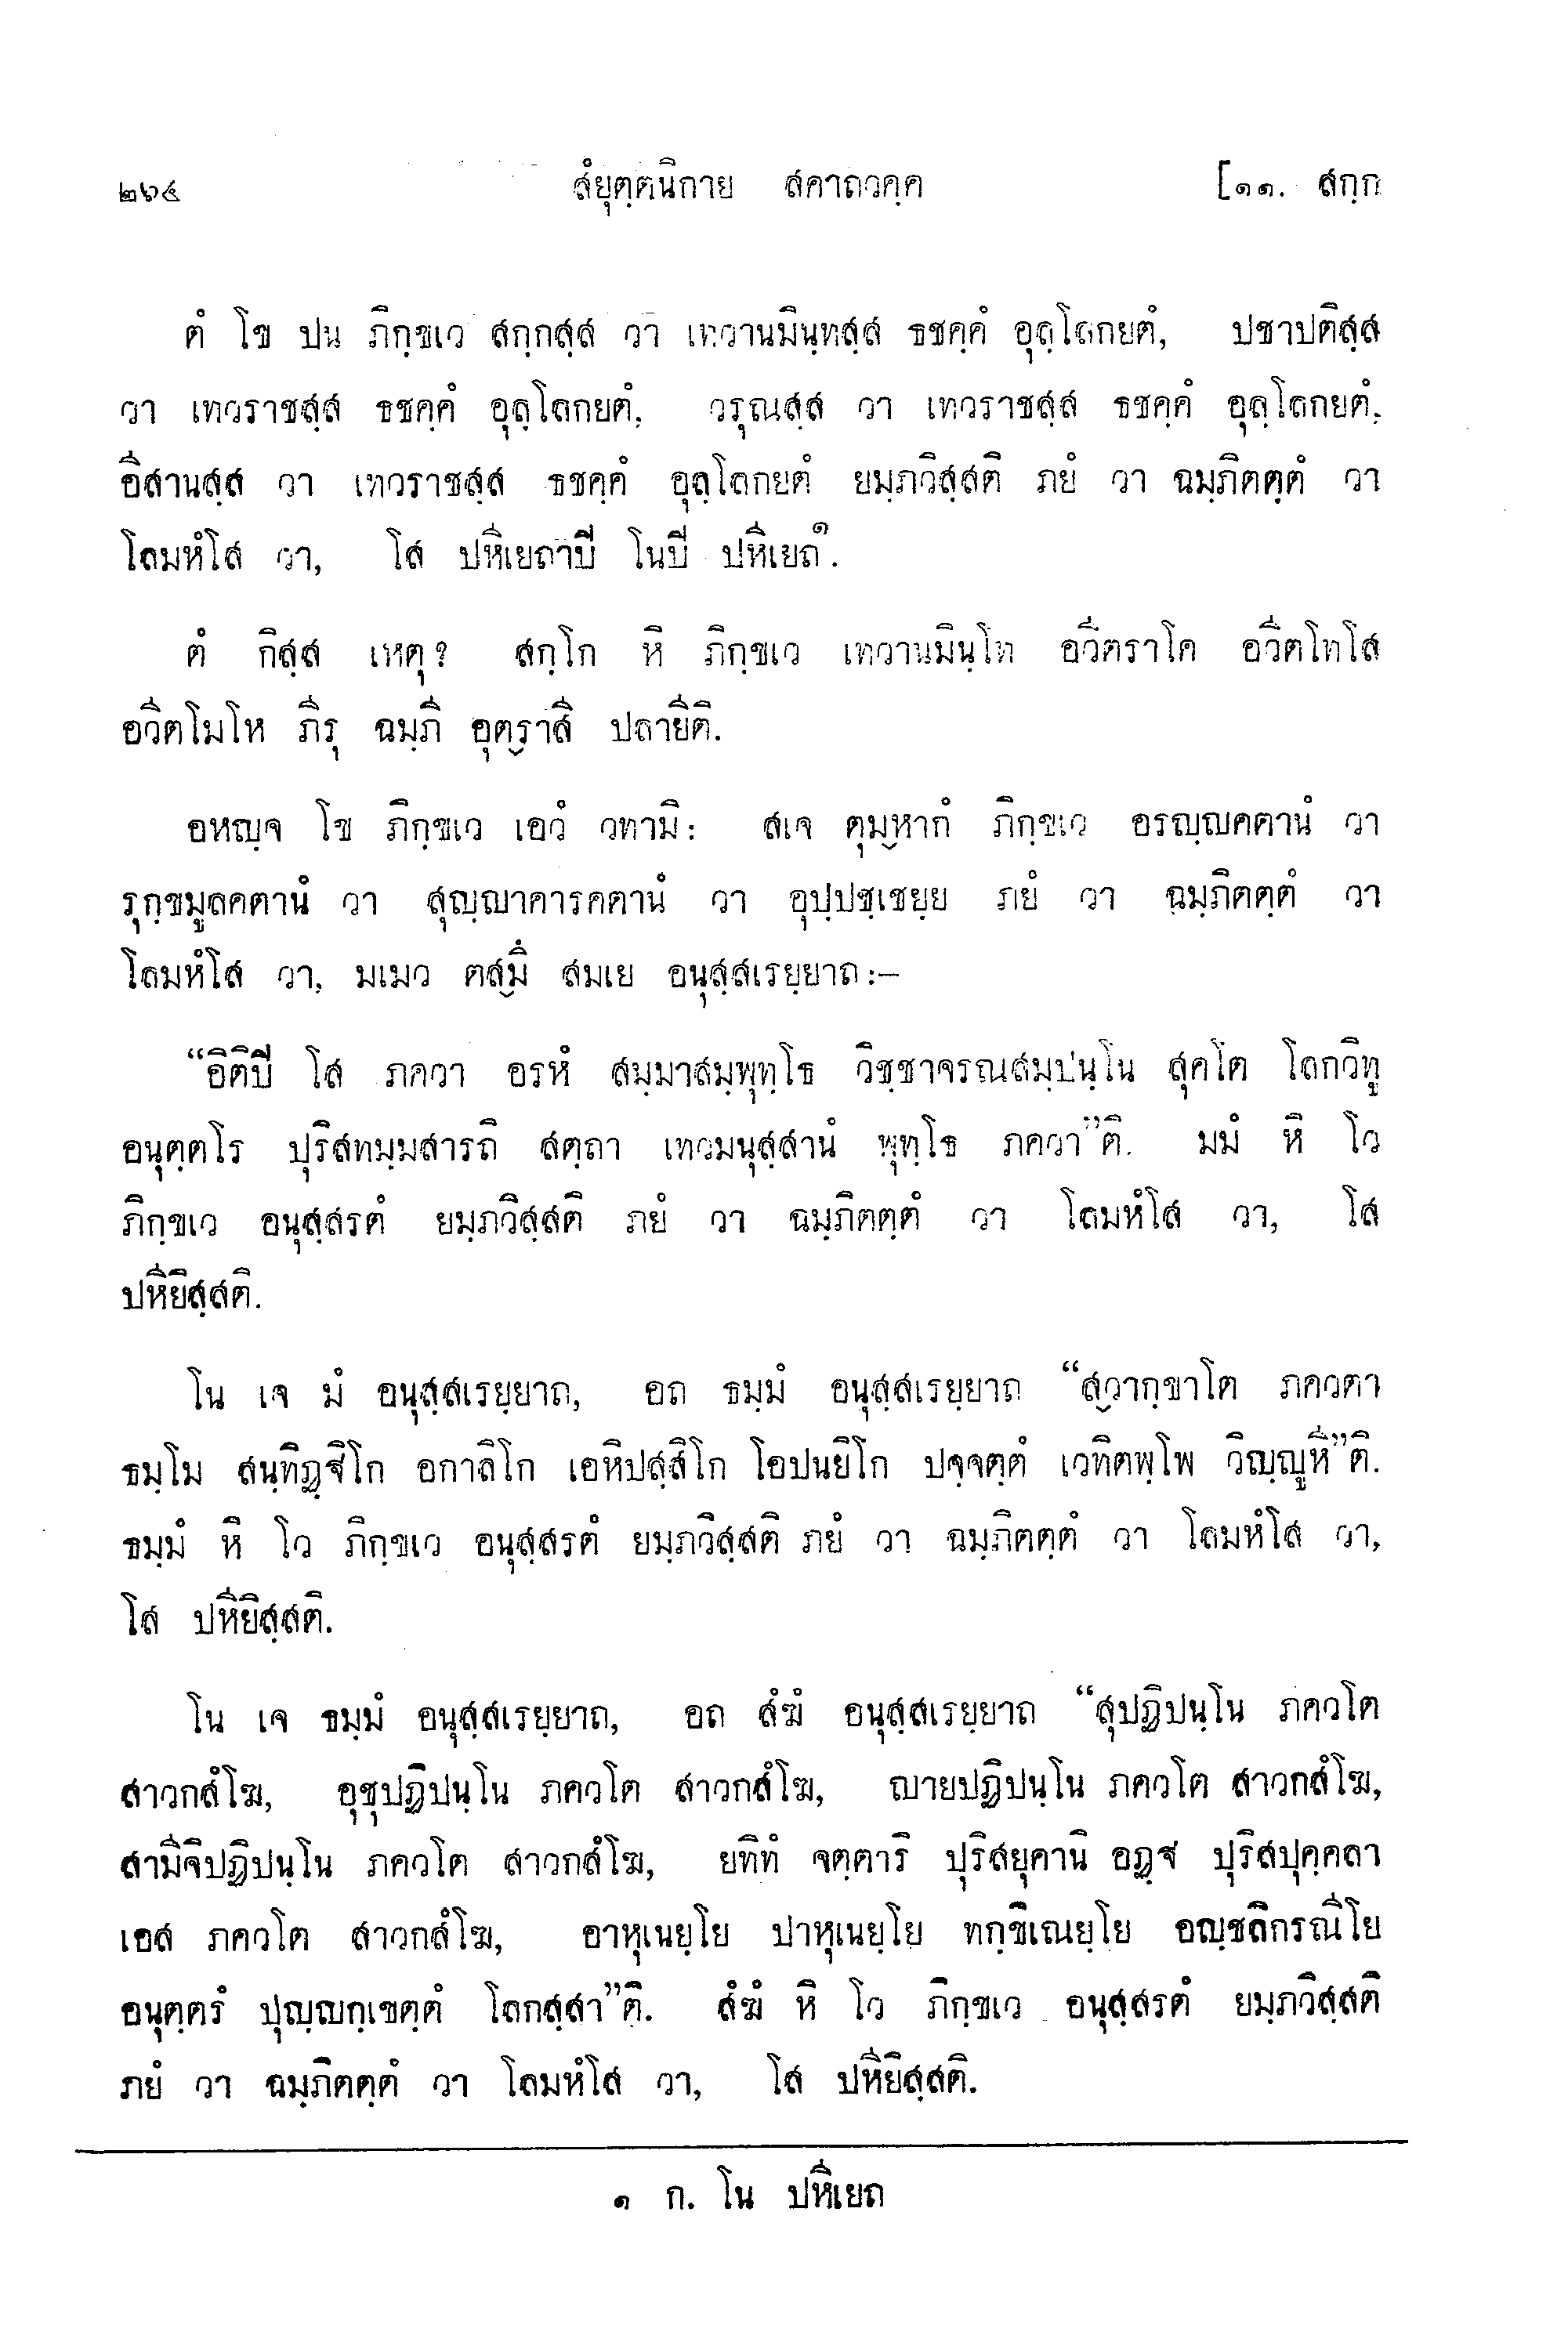 ๒๖๔ สํยุตฺตนิกาย สคาถวคฺค [๑๑. สกฺก
ตํ โข ปน ภิกฺขเว สกฺกสฺส วา เทวานมินฺทสฺส ธชคฺคํ อุลฺโลกยตํ, ปชาปติสฺส
วา เทวราชสฺส ธชคฺคํ อุลฺโลกยตํ, วรุณสฺส วา เทวราชสฺส ธชคฺคํ อุลฺโลกยตํ,
อีสานสฺส วา เทวราชสฺส ธชคฺคํ อุลฺโลกยตํ ยมฺภวิสฺสติ ภยํ วา ฉมฺภิตตฺตํ วา
โลมหํโส วา, โส ปหีเยถาปิ โนปิ ปหีเยถ๑.
ตํ กิสฺส เหตุ? สกฺโก หิ ภิกฺขเว เทวานมินฺโท อวีตราโค อวีตโทโส
อวีตโมโห ภีรุ ฉมฺภี อุตฺราสี ปลายีติ.
อหญฺจ โข ภิกฺขเว เอวํ วทามิ: สเจ ตุมฺหากํ ภิกฺขเว อรญฺญคตานํ วา
รุกฺขมูลคตานํ วา สุญฺญาคารคตานํ วา อุปฺปชฺเชยฺย ภยํ วา ฉมฺภิตตฺตํ วา
โลมหํโส วา, มเมว ตสฺมึ สมเย อนุสฺสเรยฺยาถ:–
“อิติปิ โส ภควา อรหํ สมฺมาสมฺพุทฺโธ วิชฺชาจรณสมฺปนฺโน สุคโต โลกวิทู
อนุตฺตโร ปุริสทมฺมสารถิ สตฺถา เทวมนุสฺสานํ พุทฺโธ ภควา”ติ. มมํ หิ โว
ภิกฺขเว อนุสฺสรตํ ยมฺภวิสฺสติ ภยํ วา ฉมฺภิตตฺตํ วา โลมหํโส วา, โส
ปหียิสฺสติ.
โน เจ มํ อนุสฺสเรยฺยาถ, อถ ธมฺมํ อนุสฺสเรยฺยาถ “สฺวากฺขาโต ภควตา
ธมฺโม สนฺทิฏฺฐิโก อกาลิโก เอหิปสฺสิโก โอปนยิโก ปจฺจตฺตํ เวทิตพฺโพ วิญฺญูหี”ติ.
ธมฺมํ หิ โว ภิกฺขเว อนุสฺสรตํ ยมฺภวิสฺสติ ภยํ วา ฉมฺภิตตฺตํ วา โลมหํโส วา,
โส ปหียิสฺสติ.
โน เจ ธมฺมํ อนุสฺสเรยฺยาถ, อถ สํฆํ อนุสฺสเรยฺยาถ “สุปฏิปนฺโน ภควโต
สาวกสํโฆ, อุชุปฏิปนฺโน ภควโต สาวกสํโฆ, ญายปฏิปนฺโน ภควโต สาวกสํโฆ,
สามีจิปฏิปนฺโน ภควโต สาวกสํโฆ, ยทิทํ จตฺตาริ ปุริสยุคานิ อฏฺฐ ปุริสปุคฺคลา
เอส ภควโต สาวกสํโฆ, อาหุเนยฺโย ปาหุเนยฺโย ทกฺขิเณยฺโย อญฺชลิกรณีโย
อนุตฺตรํ ปุญฺญกฺเขตฺตํ โลกสฺสา”ติ. สํฆํ หิ โว ภิกฺขเว อนุสฺสรตํ ยมฺภวิสฺสติ
ภยํ วา ฉมฺภิตตฺตํ วา โลมหํโส วา, โส ปหียิสฺสติ.
๑ ก. โน ปหีเยถ